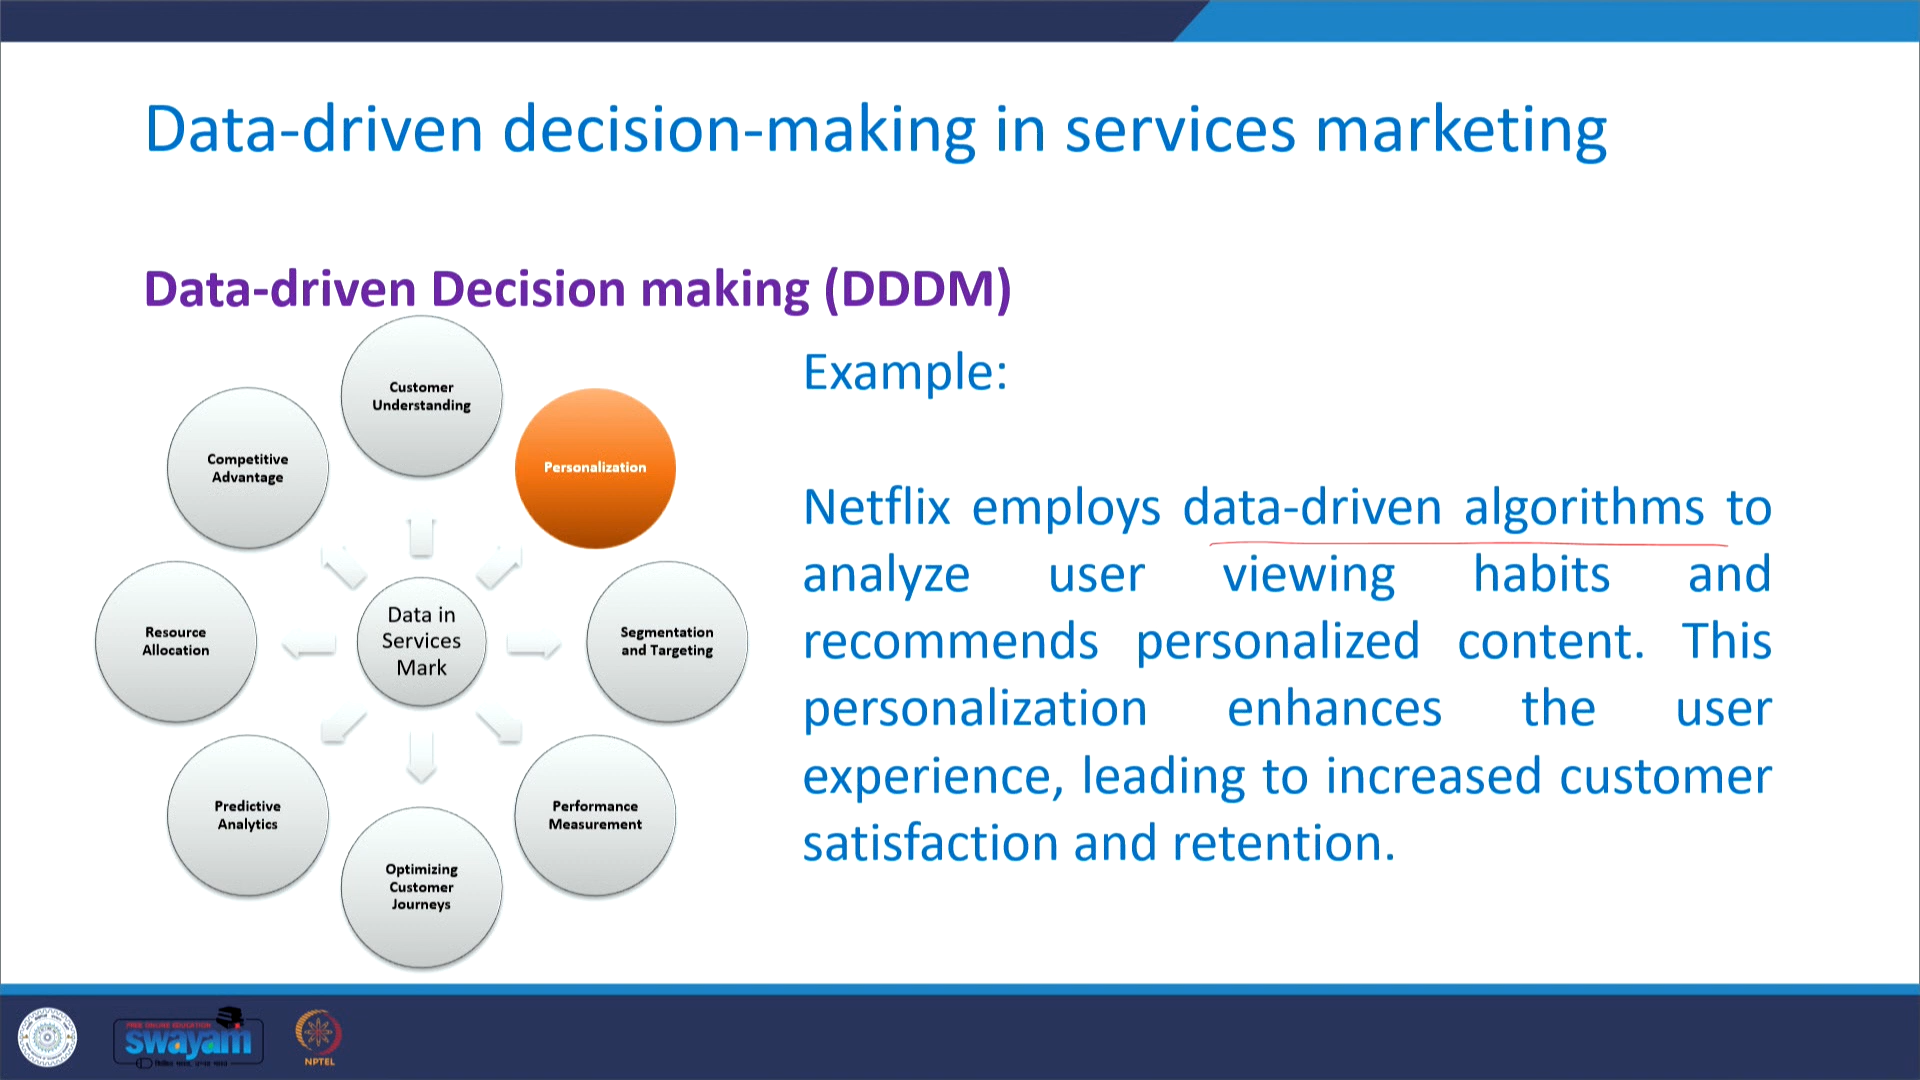 Data-driven decision-making in services marketing
Data-driven Decision making (DDDM)
Customer
Understanding
Personalization
Segmentation
and Targeting
Performance
Measurement
Optimizing
Customer
Journeys
Predictive
Analytics
Resource
Allocation
Competitive
Advantage
Data in
Services
Mark
Example:
Netflix employs data-driven algorithms to
analyze user viewing habits and
recommends personalized content. This
personalization enhances the user
experience, leading to increased customer
satisfaction and retention.
FREE ONLINE EDUCATION
swayam
NPTEL